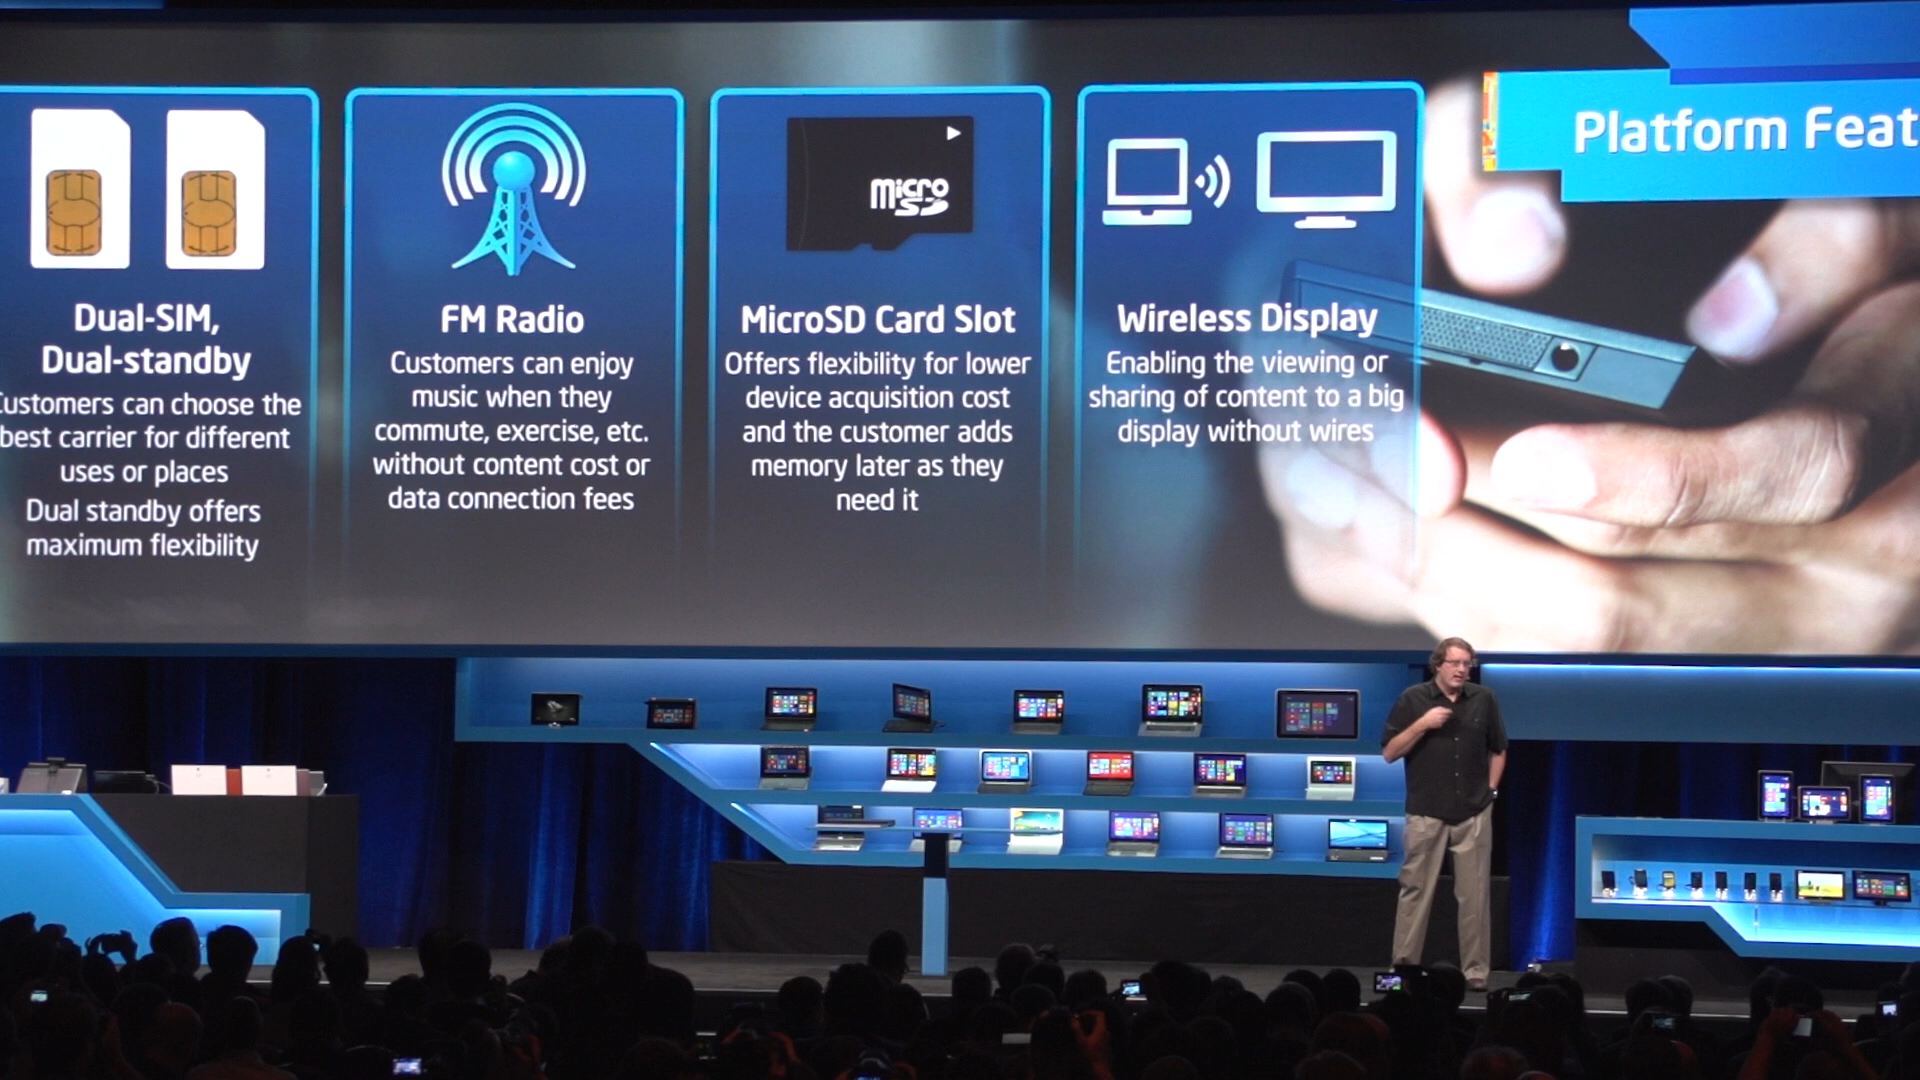 Platform Feat
Dual-SIM,
Dual-standby
Customers can choose the
best carrier for different
uses or places
Dual standby offers
maximum flexibility
FM Radio
Customers can enjoy
music when they
commute, exercise, etc.
without content cost or
data connection fees
micro
SD
MicroSD Card Slot
Offers flexibility for lower
device acquisition cost
and the customer adds
memory later as they
need it
Wireless Display
Enabling the viewing or
sharing of content to a big
display without wires